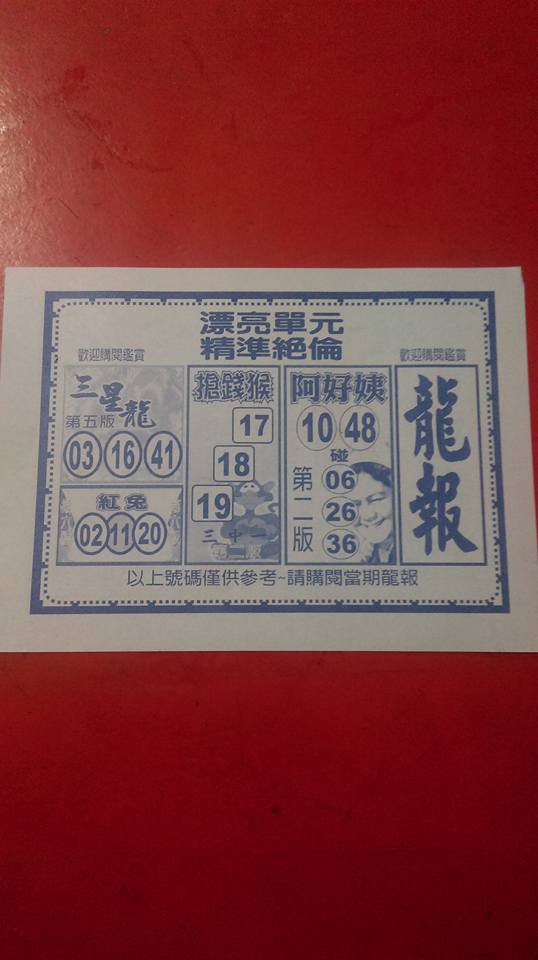 漂亮單元
精準絕倫
歡迎購閱鑑賞
歡迎購閱鑑賞
三星龍
第五版
03 16 41
紅兔
02 11 20
搶錢猴
17
18
19
三中一
阿好姨
10 48
碰
第二版
06
26
36
龍報
以上號碼僅供參考~請購閱當期龍報